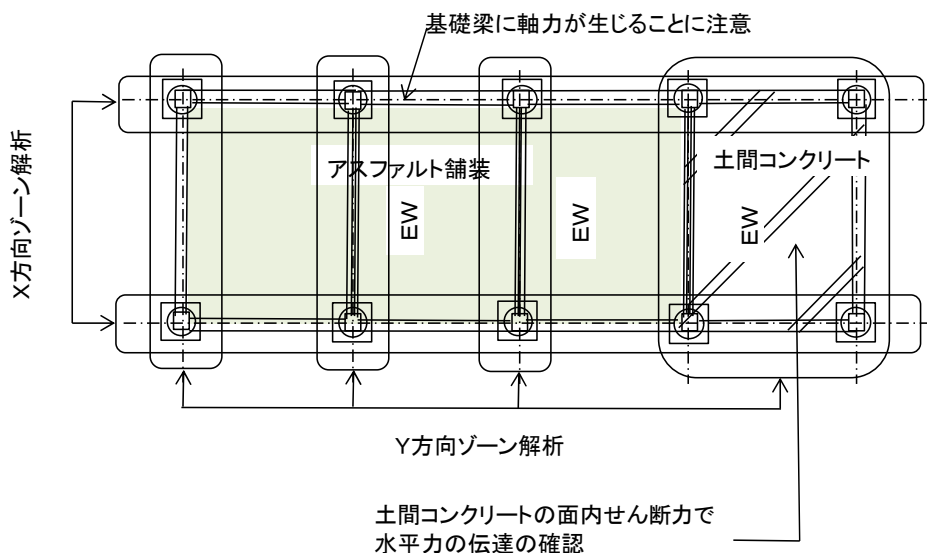 基礎梁に軸力が生じることに注意
X方向ゾーン解析
アスファルト舗装
土間コンクリート
EW
EW
EW
Y方向ゾーン解析
土間コンクリートの面内せん断力で
水平力の伝達の確認